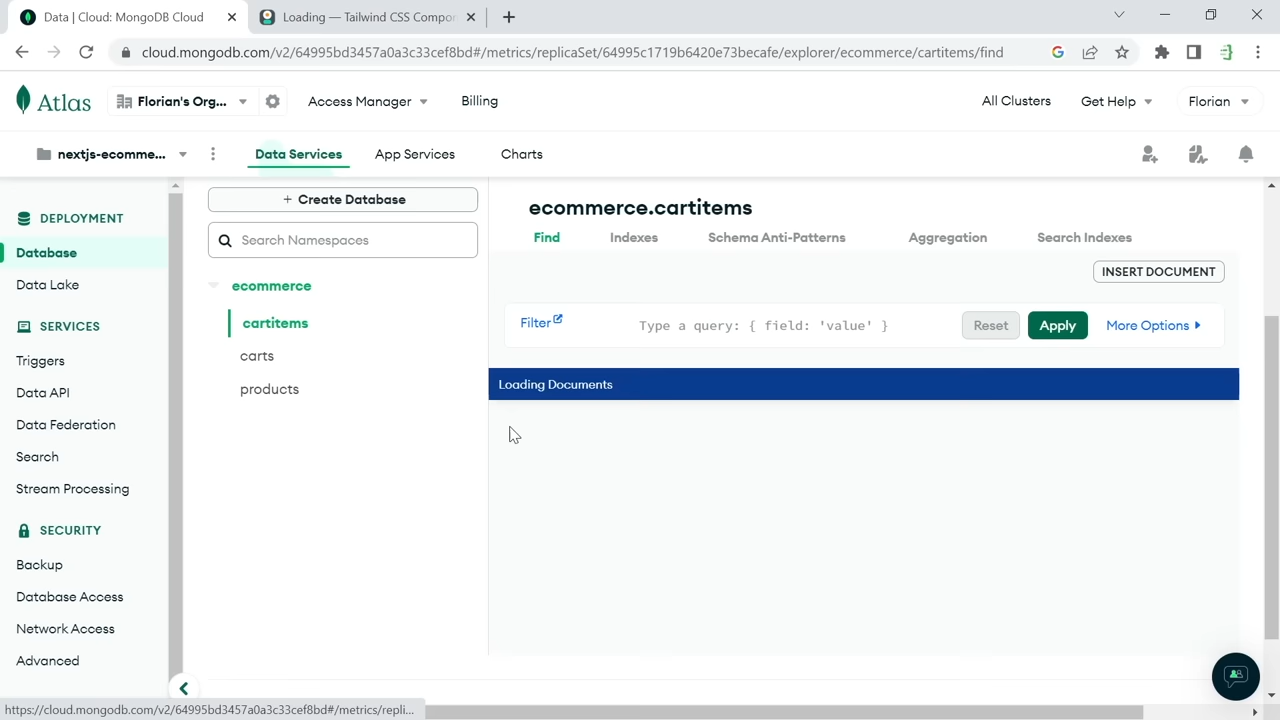 Data | Cloud: MongoDB Cloud
Loading — Tailwind CSS Compon
cloud.mongodb.com/v2/64995bd3457a0a3c33cef8bd#/metrics/replicaSet/64995c1719b6420e73becafe/explorer/ecommerce/cartitems/find
Atlas
Florian's Org...
Access Manager
Billing
All Clusters
Get Help
Florian
nextjs-ecomme...
Data Services
App Services
Charts
DEPLOYMENT
Database
Data Lake
SERVICES
Triggers
Data API
Data Federation
Search
Stream Processing
SECURITY
Backup
Database Access
Network Access
Advanced
+ Create Database
Search Namespaces
ecommerce
cartitems
carts
products
ecommerce.cartitems
Find
Indexes
Schema Anti-Patterns
Aggregation
Search Indexes
INSERT DOCUMENT
Filter
Type a query: { field: 'value' }
Reset
Apply
More Options
Loading Documents
https://cloud.mongodb.com/v2/64995bd3457a0a3c33cef8bd#/metrics/repli...